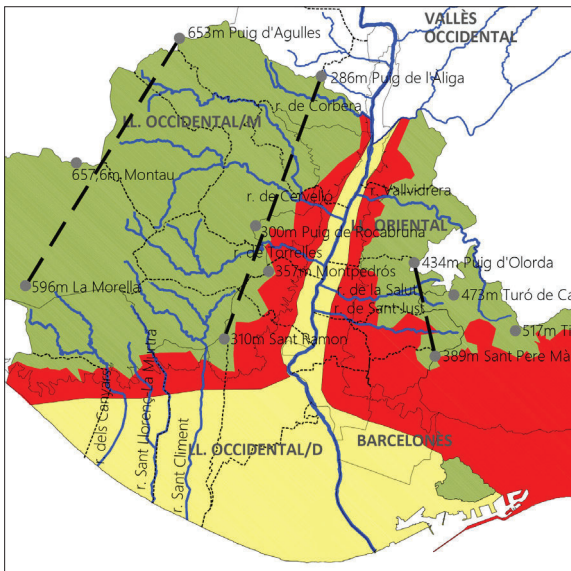 VALLÈS
OCCIDENTAL
653m Puig d'Agulles
286m Puig de l'Aliga
r. de Corbera
LL. OCCIDENTAL/M
657,6m Montau
r. de Cervelló
r. Vallvidrera
LL. ORIENTAL
300m Puig de Rocabruna
r. de Torrelles
357m Montpedrós
434m Puig d'Olorda
596m La Morella
r. de la Salut
473m Turó de Ca
r. de Sant Just
310m Sant Ramon
517m Ti
389m Sant Pere Mà
r. dels Canyars
r. Sant Llorenç-La Murtra
r. Sant Climent
LL. OCCIDENTAL/D
BARCELONÈS